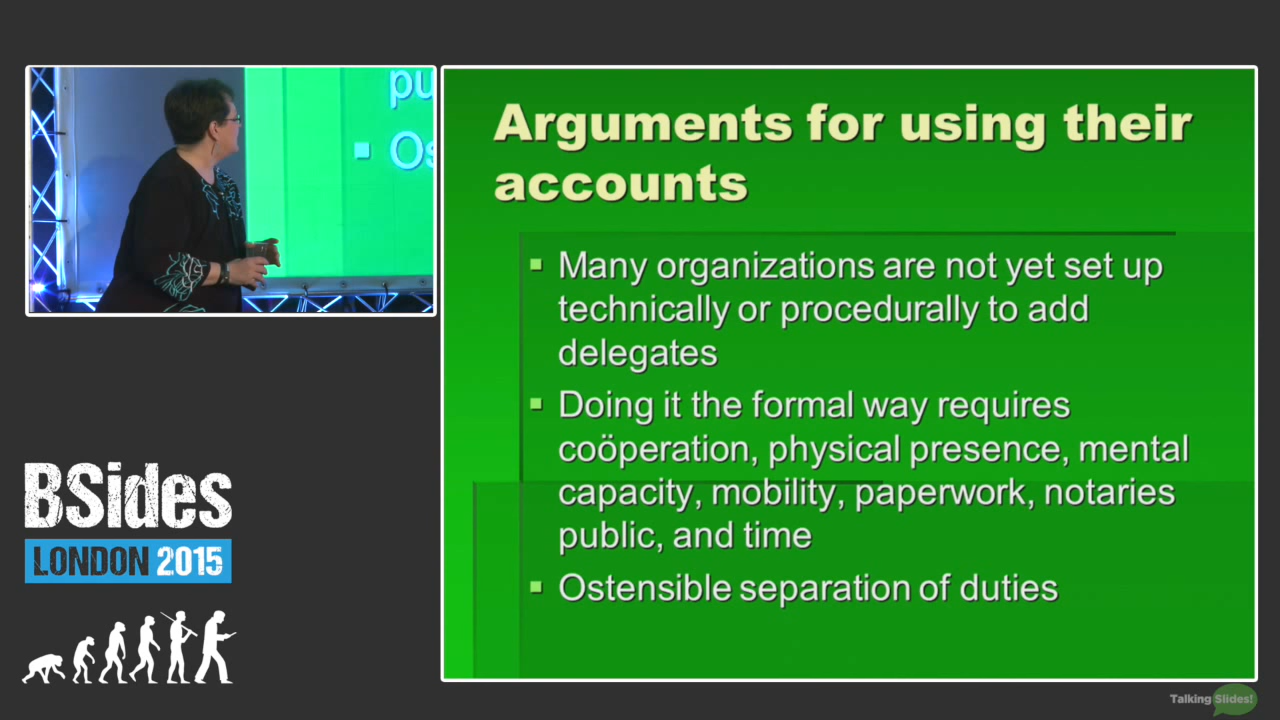 pu
Os
Arguments for using their
accounts
▪ Many organizations are not yet set up
technically or procedurally to add
delegates
▪ Doing it the formal way requires
coöperation, physical presence, mental
capacity, mobility, paperwork, notaries
public, and time
▪ Ostensible separation of duties
BSides
LONDON 2015
Talking Slides!